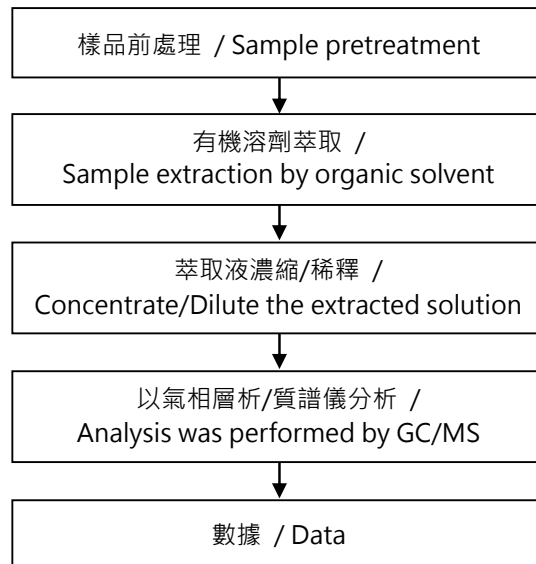 樣品前處理 / Sample pretreatment
有機溶劑萃取 /
Sample extraction by organic solvent
萃取液濃縮/稀釋 /
Concentrate/Dilute the extracted solution
以氣相層析/質譜儀分析 /
Analysis was performed by GC/MS
數據 / Data